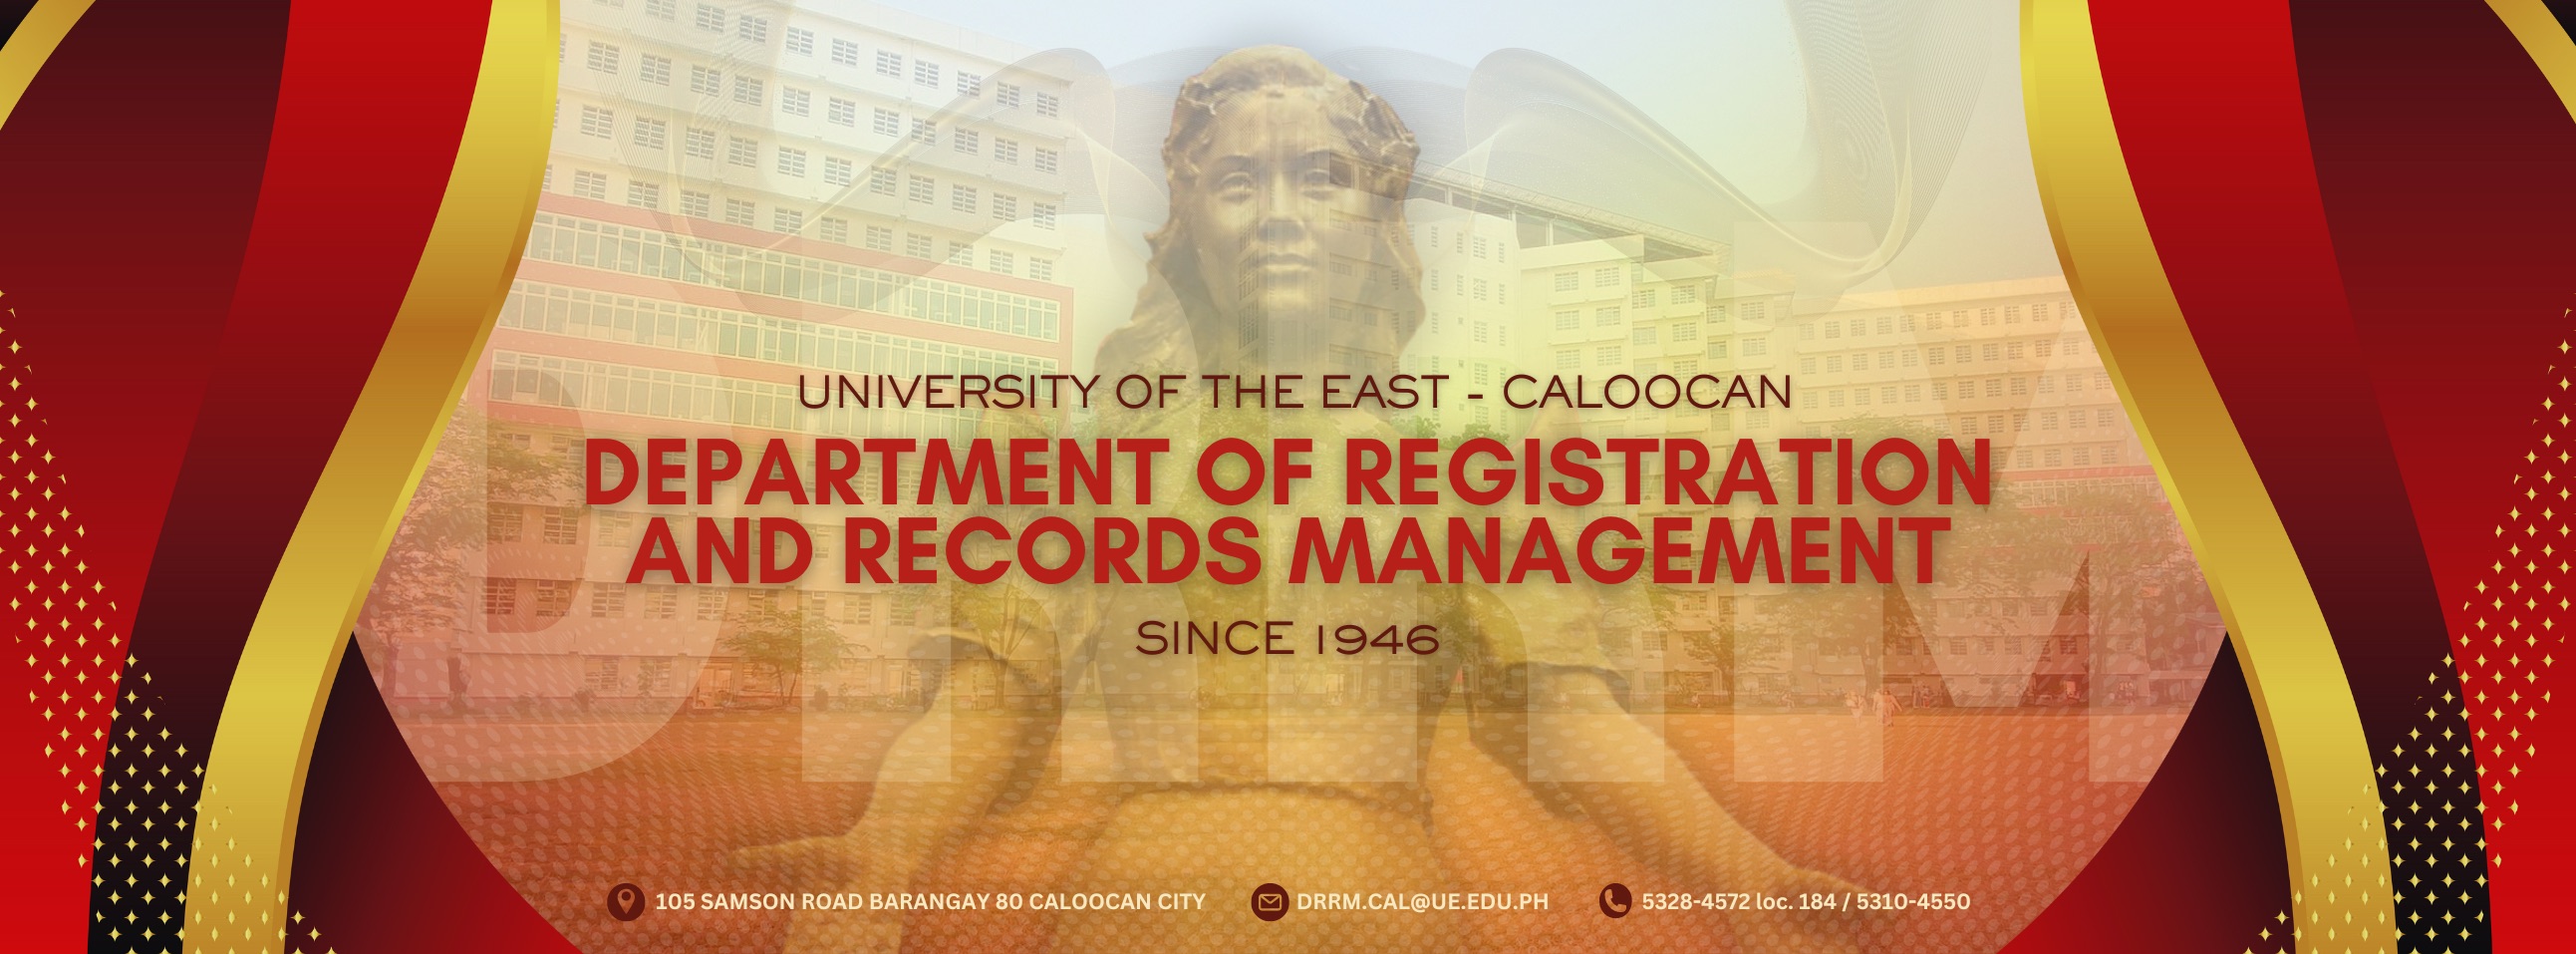 UNIVERSITY OF THE EAST - CALOOCAN
DEPARTMENT OF REGISTRATION
AND RECORDS MANAGEMENT
SINCE 1946
DRRM
105 SAMSON ROAD BARANGAY 80 CALOOCAN CITY
DRRM.CAL@UE.EDU.PH
5328-4572 loc. 184 / 5310-4550